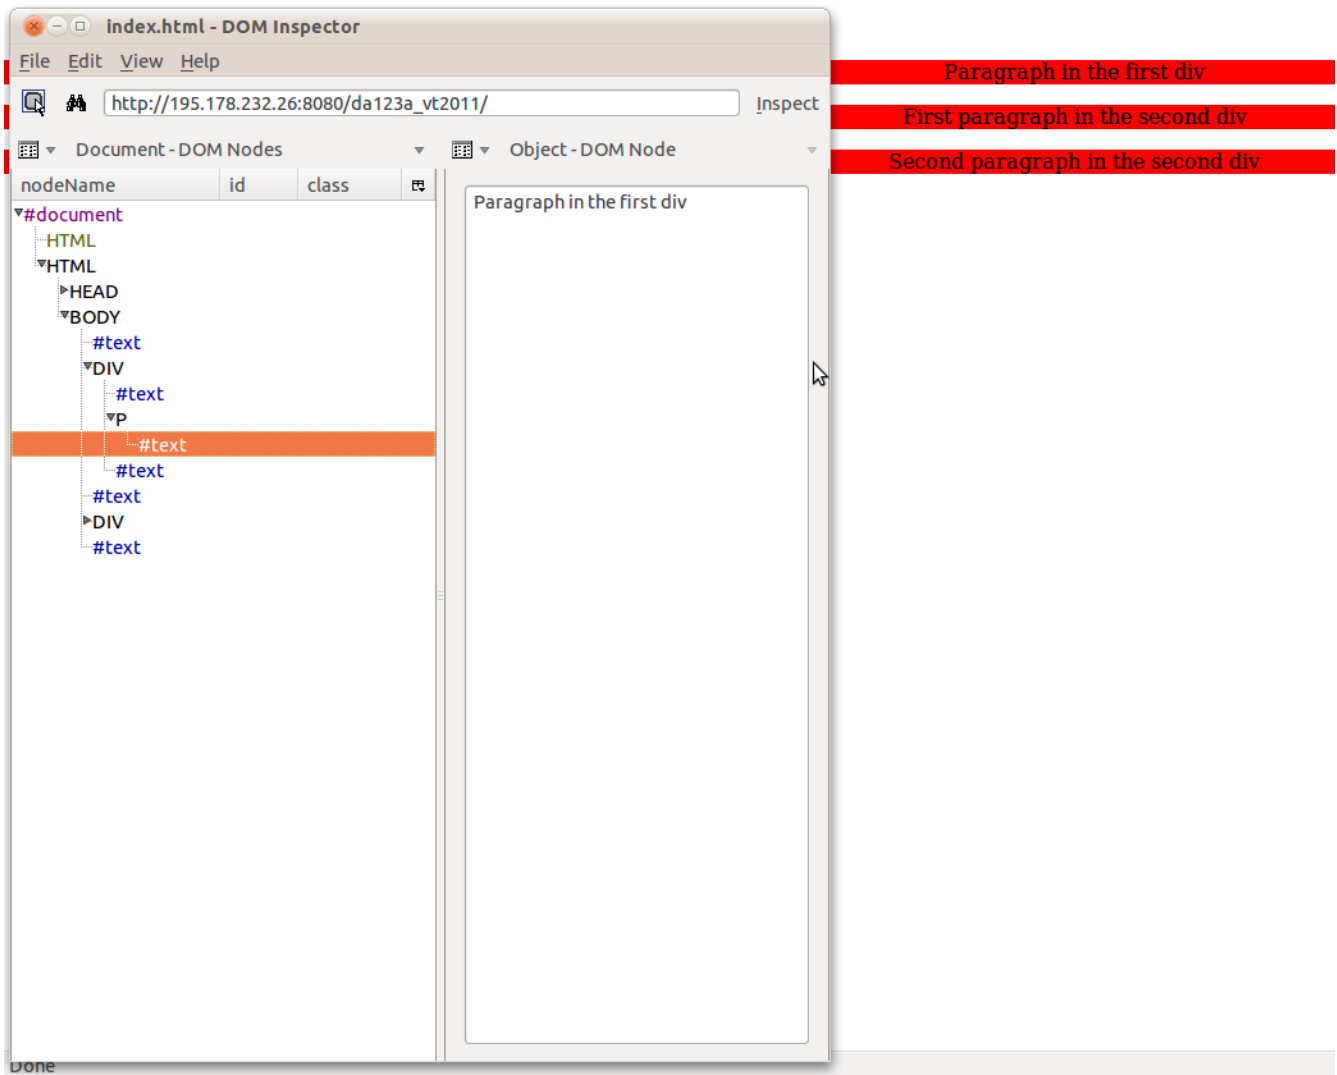 index.html - DOM Inspector
File Edit View Help
http://195.178.232.26:8080/da123a_vt2011/ Inspect
Document - DOM Nodes
Object - DOM Node
nodeName id class
#document
HTML
HTML
HEAD
BODY
#text
DIV
#text
P
#text
#text
#text
DIV
#text
Paragraph in the first div
Paragraph in the first div
First paragraph in the second div
Second paragraph in the second div
Done